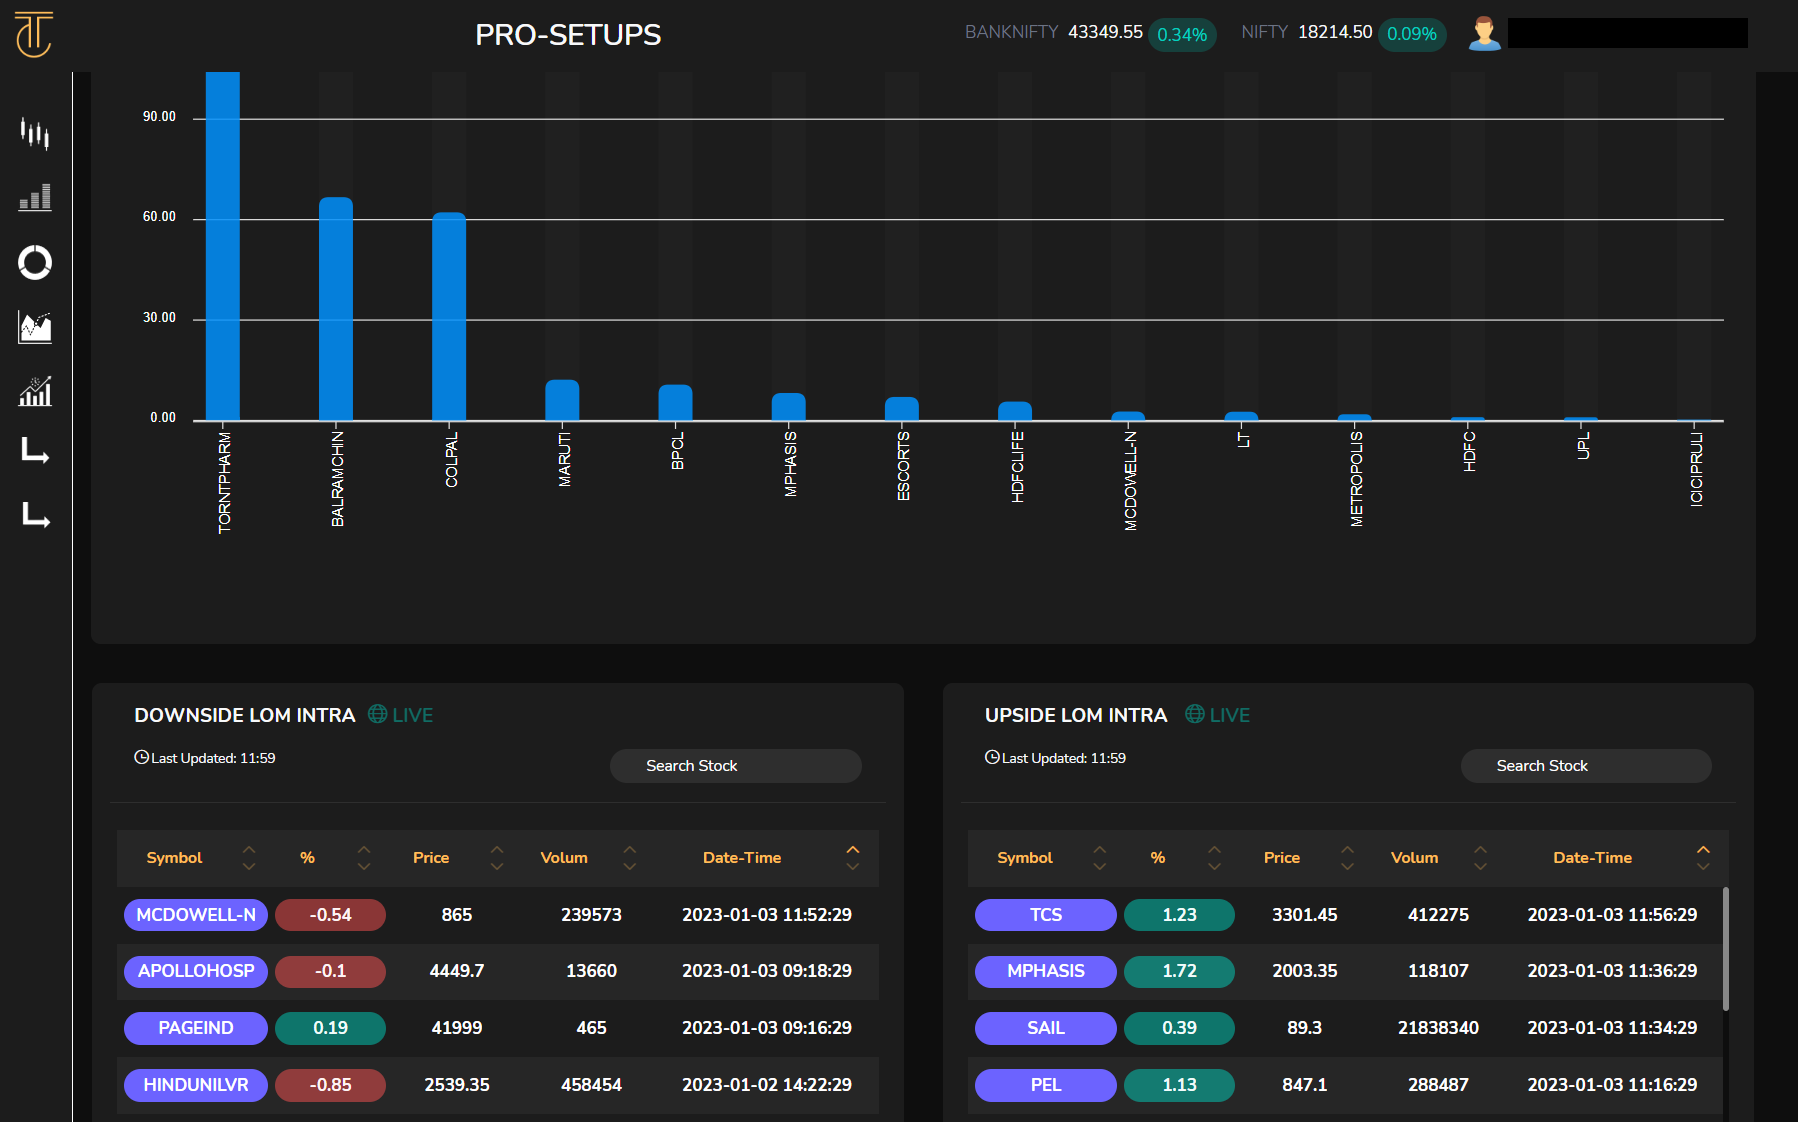 PRO-SETUPS
BANKNIFTY 43349.55 0.34% NIFTY 18214.50 0.09%
90.00
60.00
30.00
0.00
TORNTPHARM
BALRAMCHIN
COLPAL
MARUTI
BPCL
MPHASIS
ESCORTS
HDFCLIFE
MCDOWELL-N
LT
METROPOLIS
HDFC
UPL
ICICIPRULI
DOWNSIDE LOM INTRA LIVE
Last Updated: 11:59
Search Stock
Symbol % Price Volum Date-Time
MCDOWELL-N -0.54 865 239573 2023-01-03 11:52:29
APOLLOHOSP -0.1 4449.7 13660 2023-01-03 09:18:29
PAGEIND 0.19 41999 465 2023-01-03 09:16:29
HINDUNILVR -0.85 2539.35 458454 2023-01-02 14:22:29
UPSIDE LOM INTRA LIVE
Last Updated: 11:59
Search Stock
Symbol % Price Volum Date-Time
TCS 1.23 3301.45 412275 2023-01-03 11:56:29
MPHASIS 1.72 2003.35 118107 2023-01-03 11:36:29
SAIL 0.39 89.3 21838340 2023-01-03 11:34:29
PEL 1.13 847.1 288487 2023-01-03 11:16:29